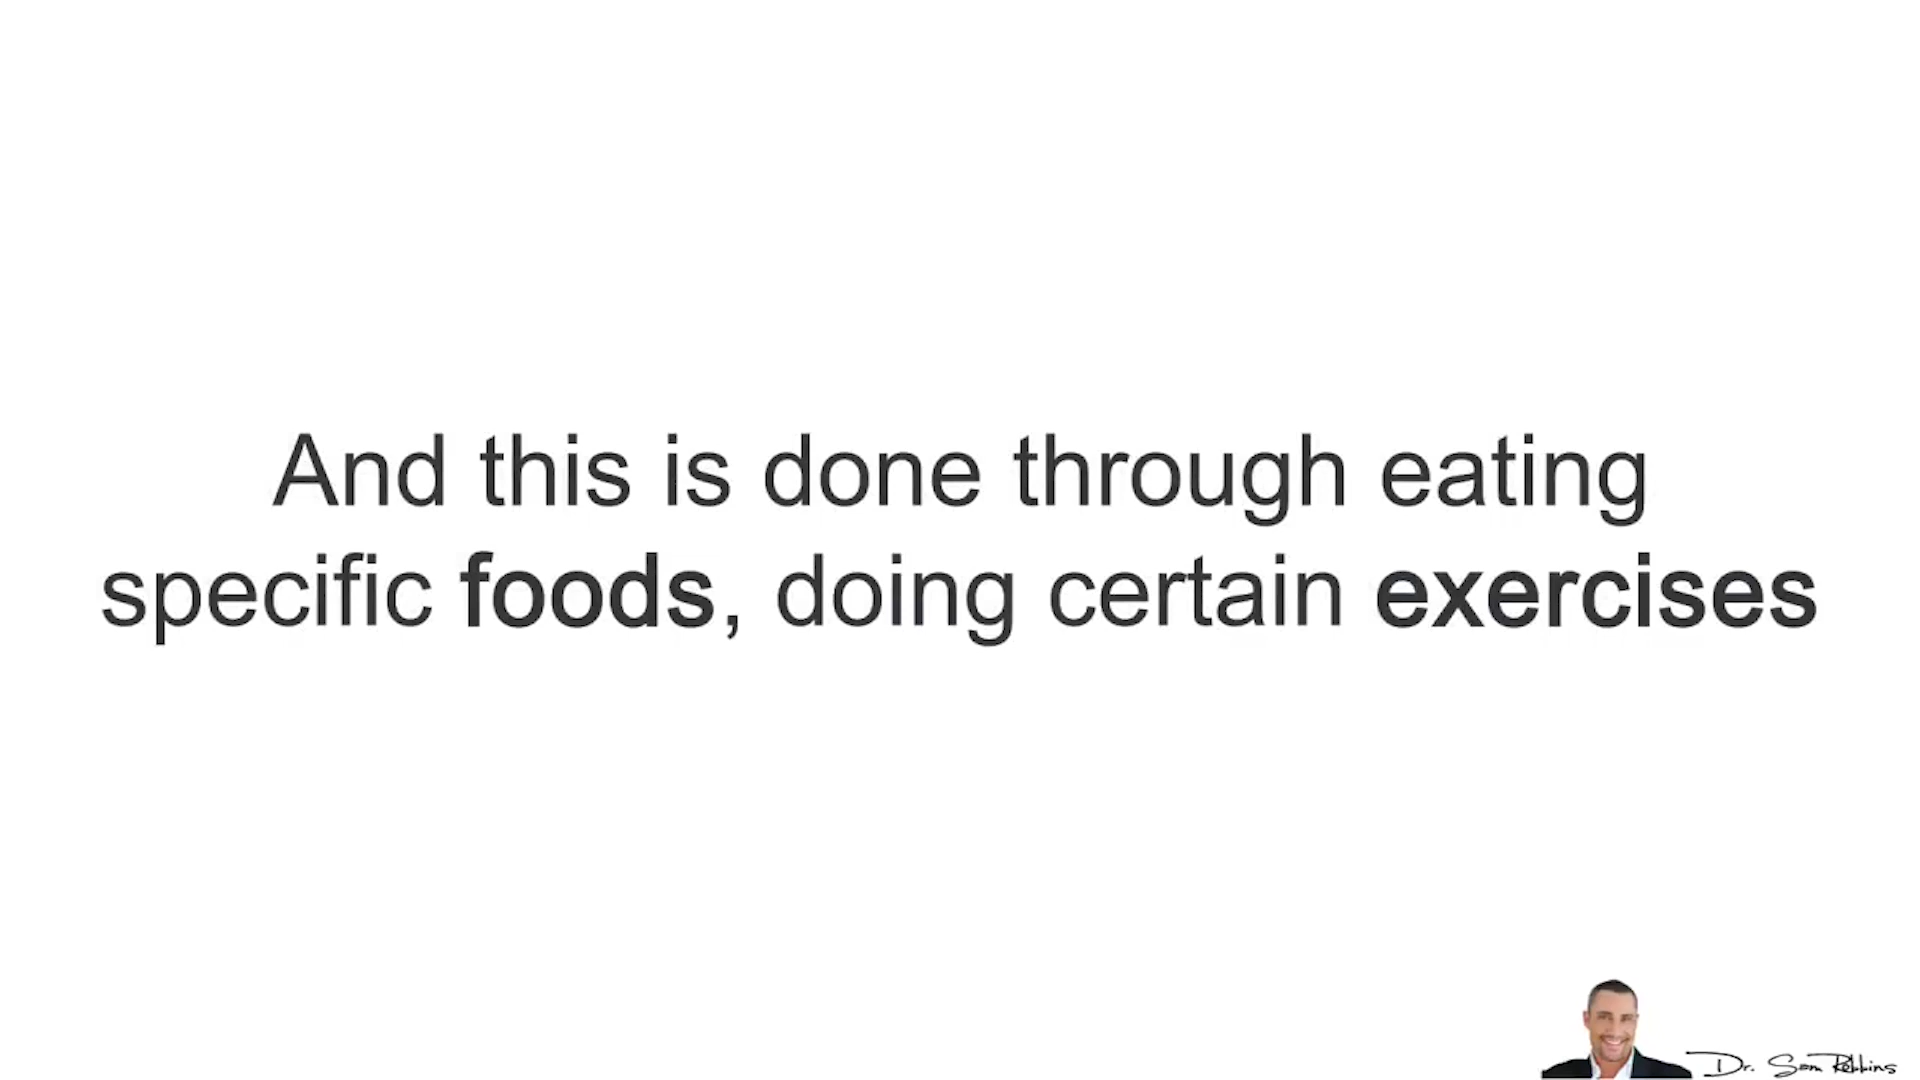 And this is done through eating
specific foods, doing certain exercises
Dr. Sam Robbins